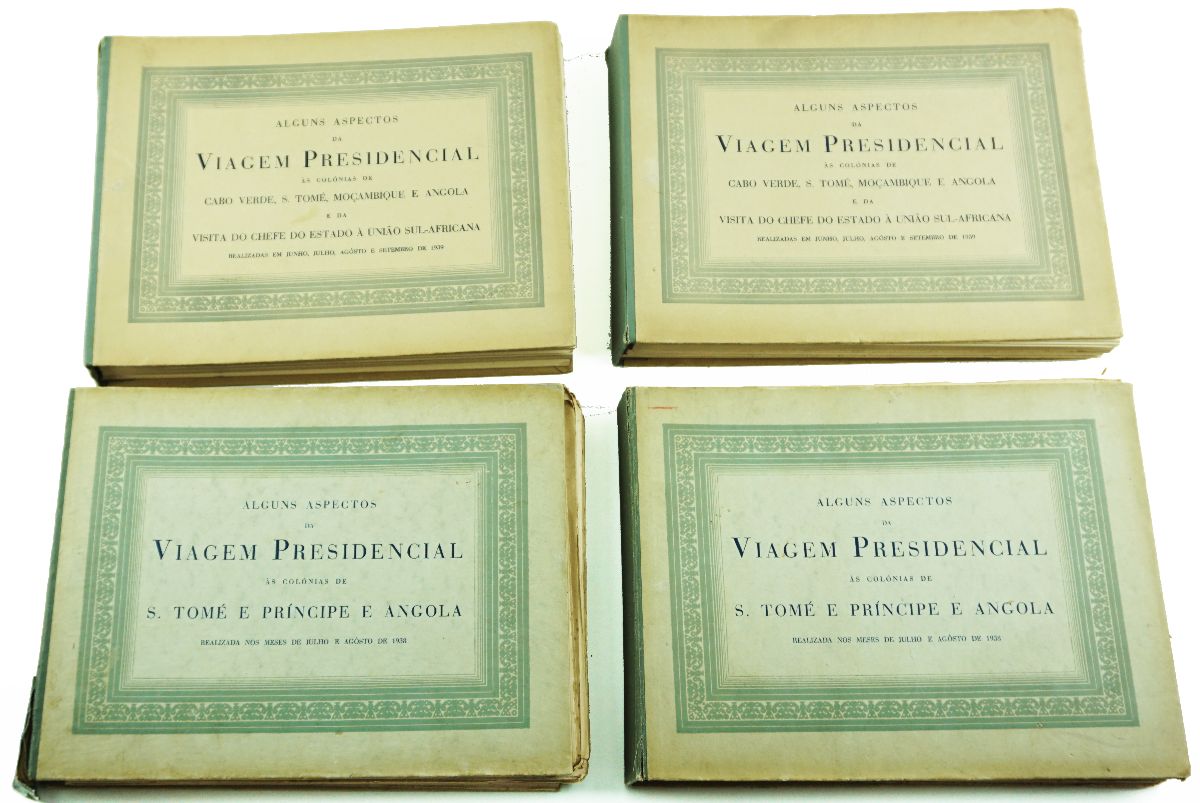 ALGUNS ASPECTOS
DA
VIAGEM PRESIDENCIAL
ÀS COLÓNIAS DE
CABO VERDE, S. TOMÉ, MOÇAMBIQUE E ANGOLA
E DA
VISITA DO CHEFE DO ESTADO À UNIÃO SUL-AFRICANA
REALIZADAS EM JUNHO, JULHO, AGÔSTO E SETEMBRO DE 1939
ALGUNS ASPECTOS
DA
VIAGEM PRESIDENCIAL
ÀS COLÓNIAS DE
CABO VERDE, S. TOMÉ, MOÇAMBIQUE E ANGOLA
E DA
VISITA DO CHEFE DO ESTADO À UNIÃO SUL-AFRICANA
REALIZADAS EM JUNHO, JULHO, AGÔSTO E SETEMBRO DE 1939
ALGUNS ASPECTOS
DA
VIAGEM PRESIDENCIAL
ÀS COLÓNIAS DE
S. TOMÉ E PRÍNCIPE E ANGOLA
REALIZADA NOS MESES DE JULHO E AGÔSTO DE 1938
ALGUNS ASPECTOS
DA
VIAGEM PRESIDENCIAL
ÀS COLÓNIAS DE
S. TOMÉ E PRÍNCIPE E ANGOLA
REALIZADA NOS MESES DE JULHO E AGÔSTO DE 1938